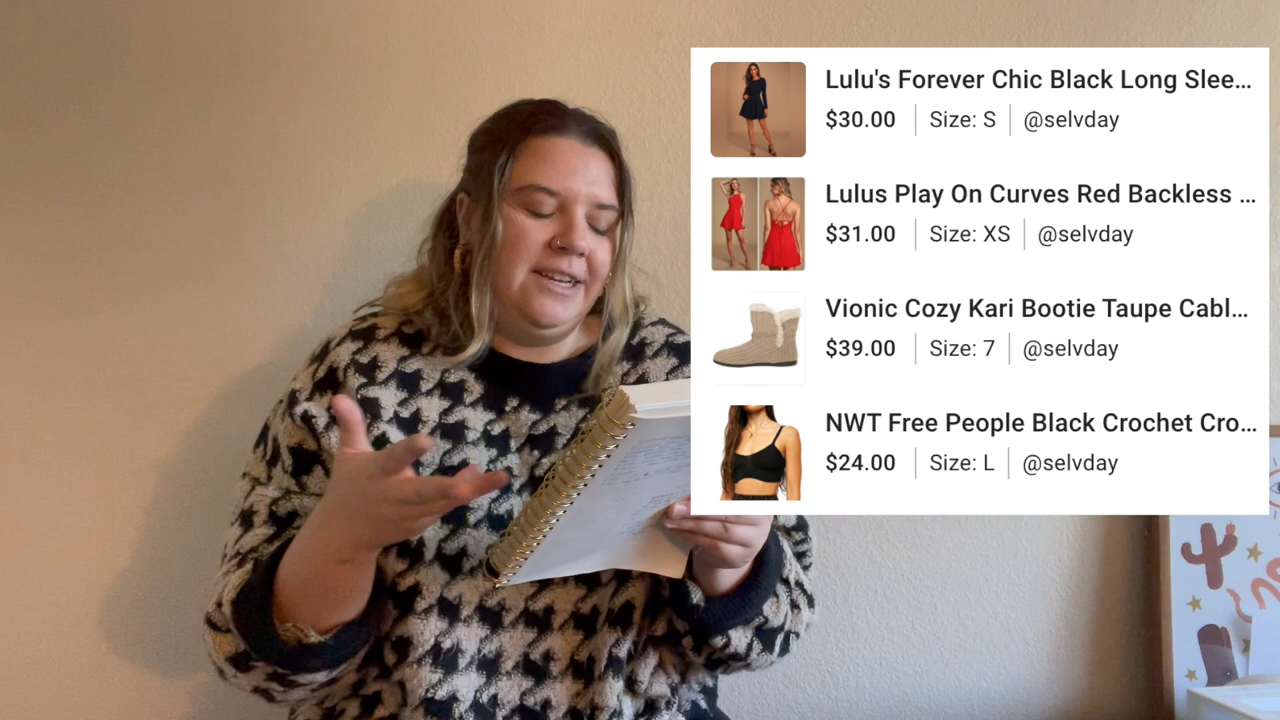 Lulu's Forever Chic Black Long Slee...
$30.00 Size: S @selvday
Lulus Play On Curves Red Backless ...
$31.00 Size: XS @selvday
Vionic Cozy Kari Bootie Taupe Cabl...
$39.00 Size: 7 @selvday
NWT Free People Black Crochet Cro...
$24.00 Size: L @selvday